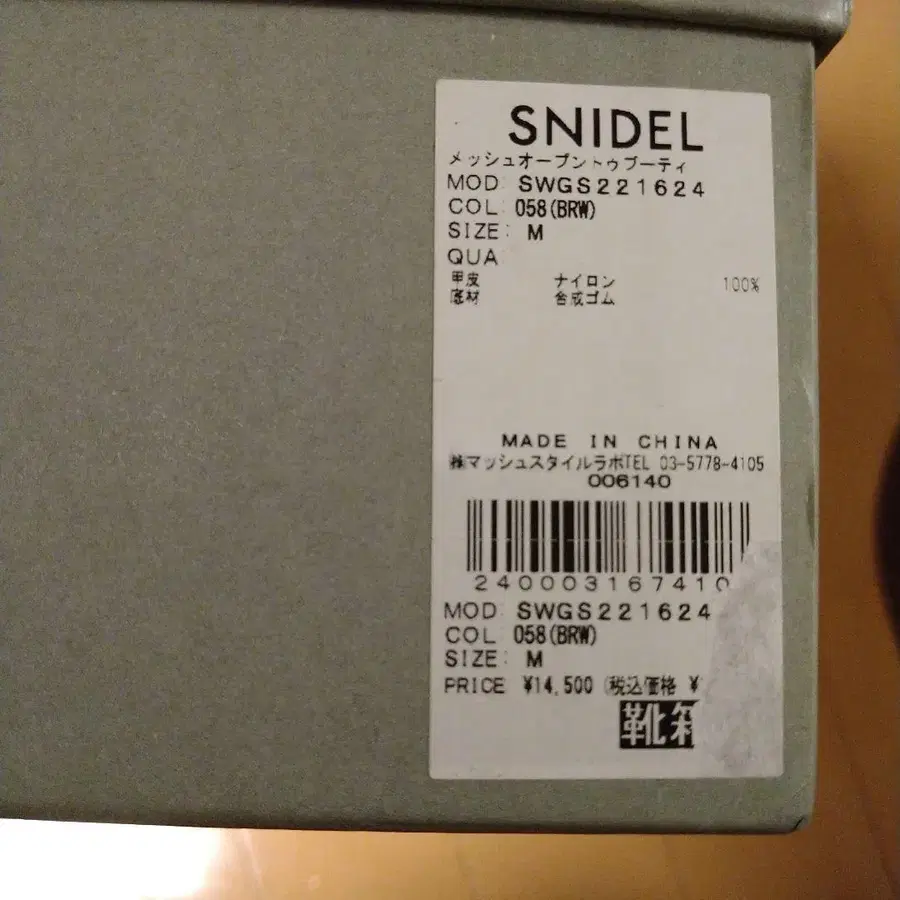 SNIDEL
メッシュオープントゥブーティ
MOD: SWGS221624
COL: 058(BRW)
SIZE: M
QUA
甲皮 ナイロン 100%
底材 合成ゴム
MADE IN CHINA
㈱マッシュスタイルラボTEL 03-5778-4105
006140
240003167410
MOD: SWGS221624
COL: 058(BRW)
SIZE: M
PRICE ¥14,500 (税込価格 ¥
靴箱